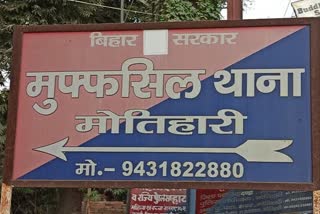 बिहार सरकार
मुफ्फसिल थाना
मोतिहारी
मो.- 9431822880